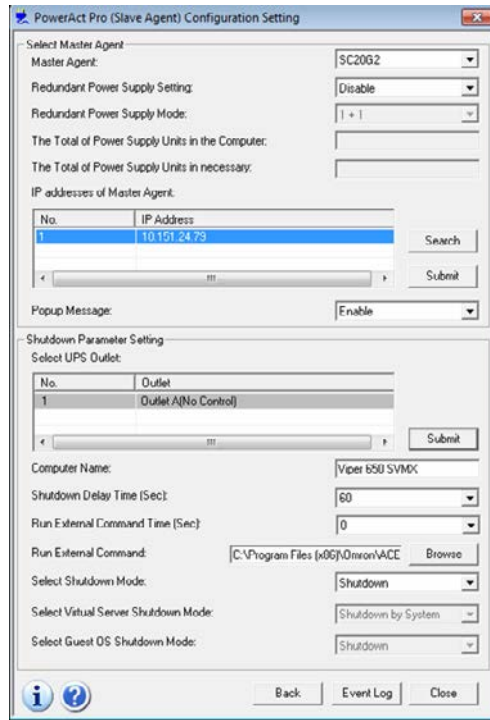 PowerAct Pro (Slave Agent) Configuration Setting
Select Master Agent
Master Agent: SC20G2
Redundant Power Supply Setting: Disable
Redundant Power Supply Mode: 1 + 1
The Total of Power Supply Units in the Computer:
The Total of Power Supply Units in necessary:
IP addresses of Master Agent:
No. IP Address
1 10.151.24.79
Search
Submit
Popup Message: Enable
Shutdown Parameter Setting
Select UPS Outlet:
No. Outlet
1 Outlet A(No Control)
Submit
Computer Name: Viper 650 SVMX
Shutdown Delay Time (Sec): 60
Run External Command Time (Sec): 0
Run External Command: C:\Program Files (x86)\Omron\ACE Browse
Select Shutdown Mode: Shutdown
Select Virtual Server Shutdown Mode: Shutdown by System
Select Guest OS Shutdown Mode: Shutdown
Back Event Log Close